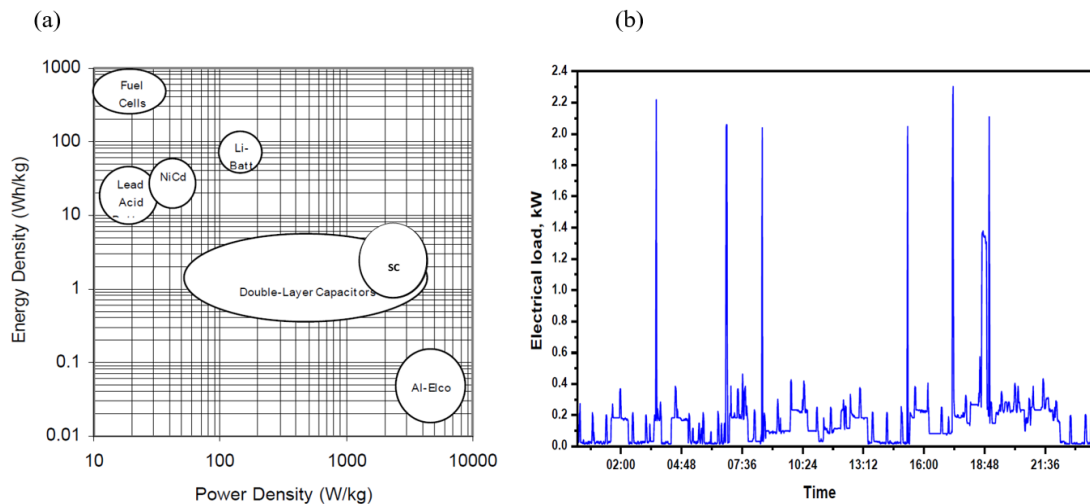 (a)
(b)
1000
100
10
1
0.1
0.01
Energy Density (Wh/kg)
Fuel
Cells
Li-
Batt
NiCd
Lead
Acid
SC
Double-Layer Capacitors
Al-Elco
10
100
1000
10000
Power Density (W/kg)
2.4
2.2
2.0
1.8
1.6
1.4
1.2
1.0
0.8
0.6
0.4
0.2
0.0
Electrical load, kW
02:00
04:48
07:36
10:24
13:12
16:00
18:48
21:36
Time